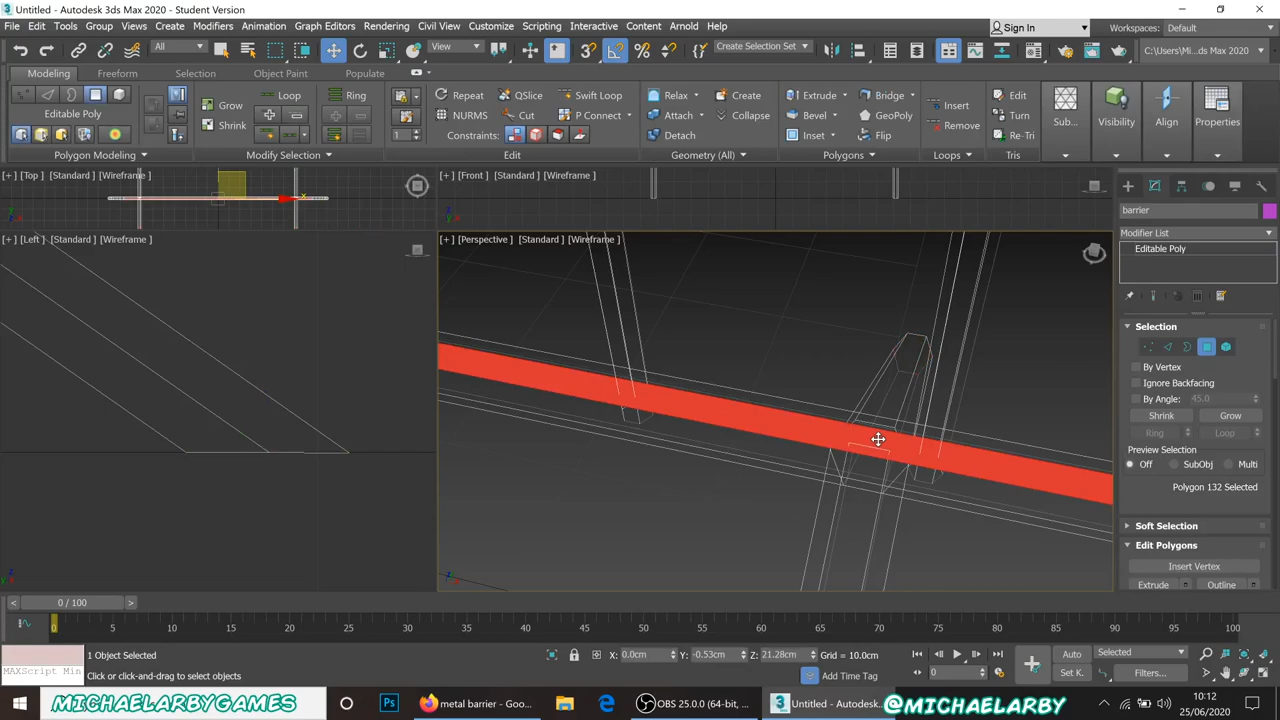 Untitled - Autodesk 3ds Max 2020 - Student Version
File Edit Tools Group Views Create Modifiers Animation Graph Editors Rendering Civil View Customize Scripting Interactive Content Arnold Help
Sign In
Workspaces: Default
All
View
Create Selection Set
C:\Users\Mi...ds Max 2020
Modeling Freeform Selection Object Paint Populate
Editable Poly
Polygon Modeling
Grow Loop Ring
Shrink
Modify Selection
Repeat QSlice Swift Loop
NURMS Cut P Connect
1 Constraints:
Edit
Relax Create
Attach Collapse
Detach
Geometry (All)
Extrude Bridge
Bevel GeoPoly
Inset Flip
Polygons
Insert
Remove
Loops
Edit
Turn
Re-Tri
Tris
Sub...
Visibility
Align
Properties
[+] [Top] [Standard] [Wireframe]
[+] [Front] [Standard] [Wireframe]
[+] [Left] [Standard] [Wireframe]
[+] [Perspective] [Standard] [Wireframe]
barrier
Modifier List
Editable Poly
Selection
By Vertex
Ignore Backfacing
By Angle: 45.0
Shrink Grow
Ring Loop
Preview Selection
Off SubObj Multi
Polygon 132 Selected
Soft Selection
Edit Polygons
Insert Vertex
Extrude Outline
0 / 100
0 5 10 15 20 25 30 35 40 45 50 55 60 65 70 75 80 85 90 95 100
1 Object Selected
MAXScript Min
Click or click-and-drag to select objects
X: 0.0cm Y: -0.53cm Z: 21.28cm Grid = 10.0cm
Add Time Tag
0
Auto Selected
Set K. Filters...
MICHAELARBYGAMES
metal barrier - Goo...
OBS 25.0.0 (64-bit, ...
Untitled - Autodesk...
@MICHAELARBY
10:12
25/06/2020